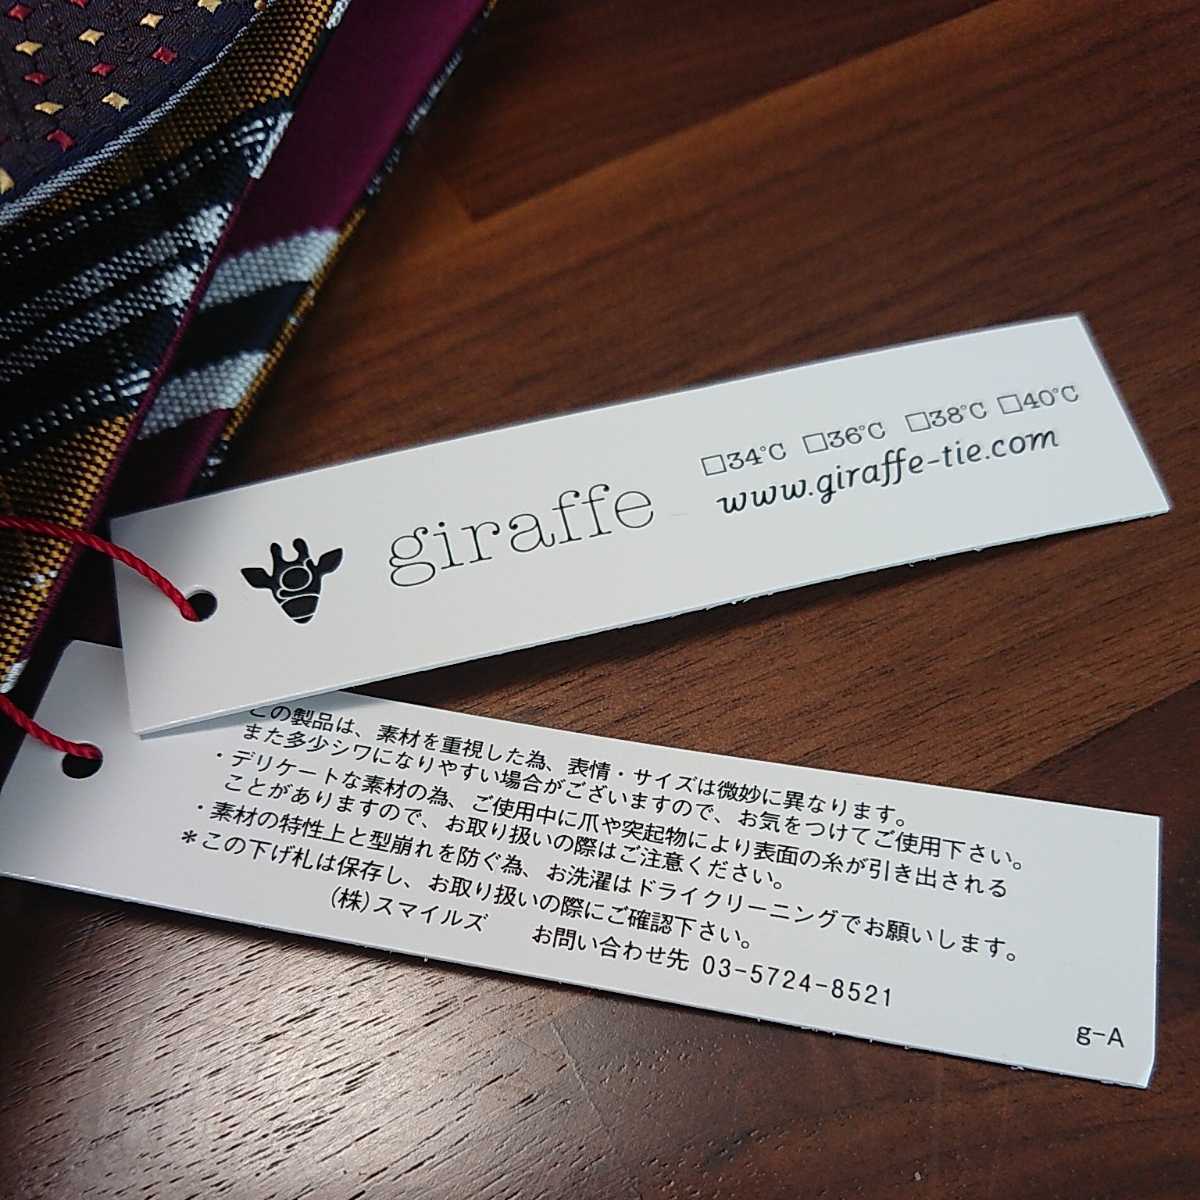 giraffe
□34℃ □36℃ □38℃ □40℃
www.giraffe-tie.com
この製品は、素材を重視した為、表情・サイズは微妙に異なります。
また多少シワになりやすい場合がございますので、お気をつけてご使用下さい。
・デリケートな素材の為、ご使用中に爪や突起物により表面の糸が引き出される
ことがありますので、お取り扱いの際はご注意ください。
・素材の特性上と型崩れを防ぐ為、お洗濯はドライクリーニングでお願いします。
＊この下げ札は保存し、お取り扱いの際にご確認下さい。
(株)スマイルズ お問い合わせ先 03-5724-8521
g-A